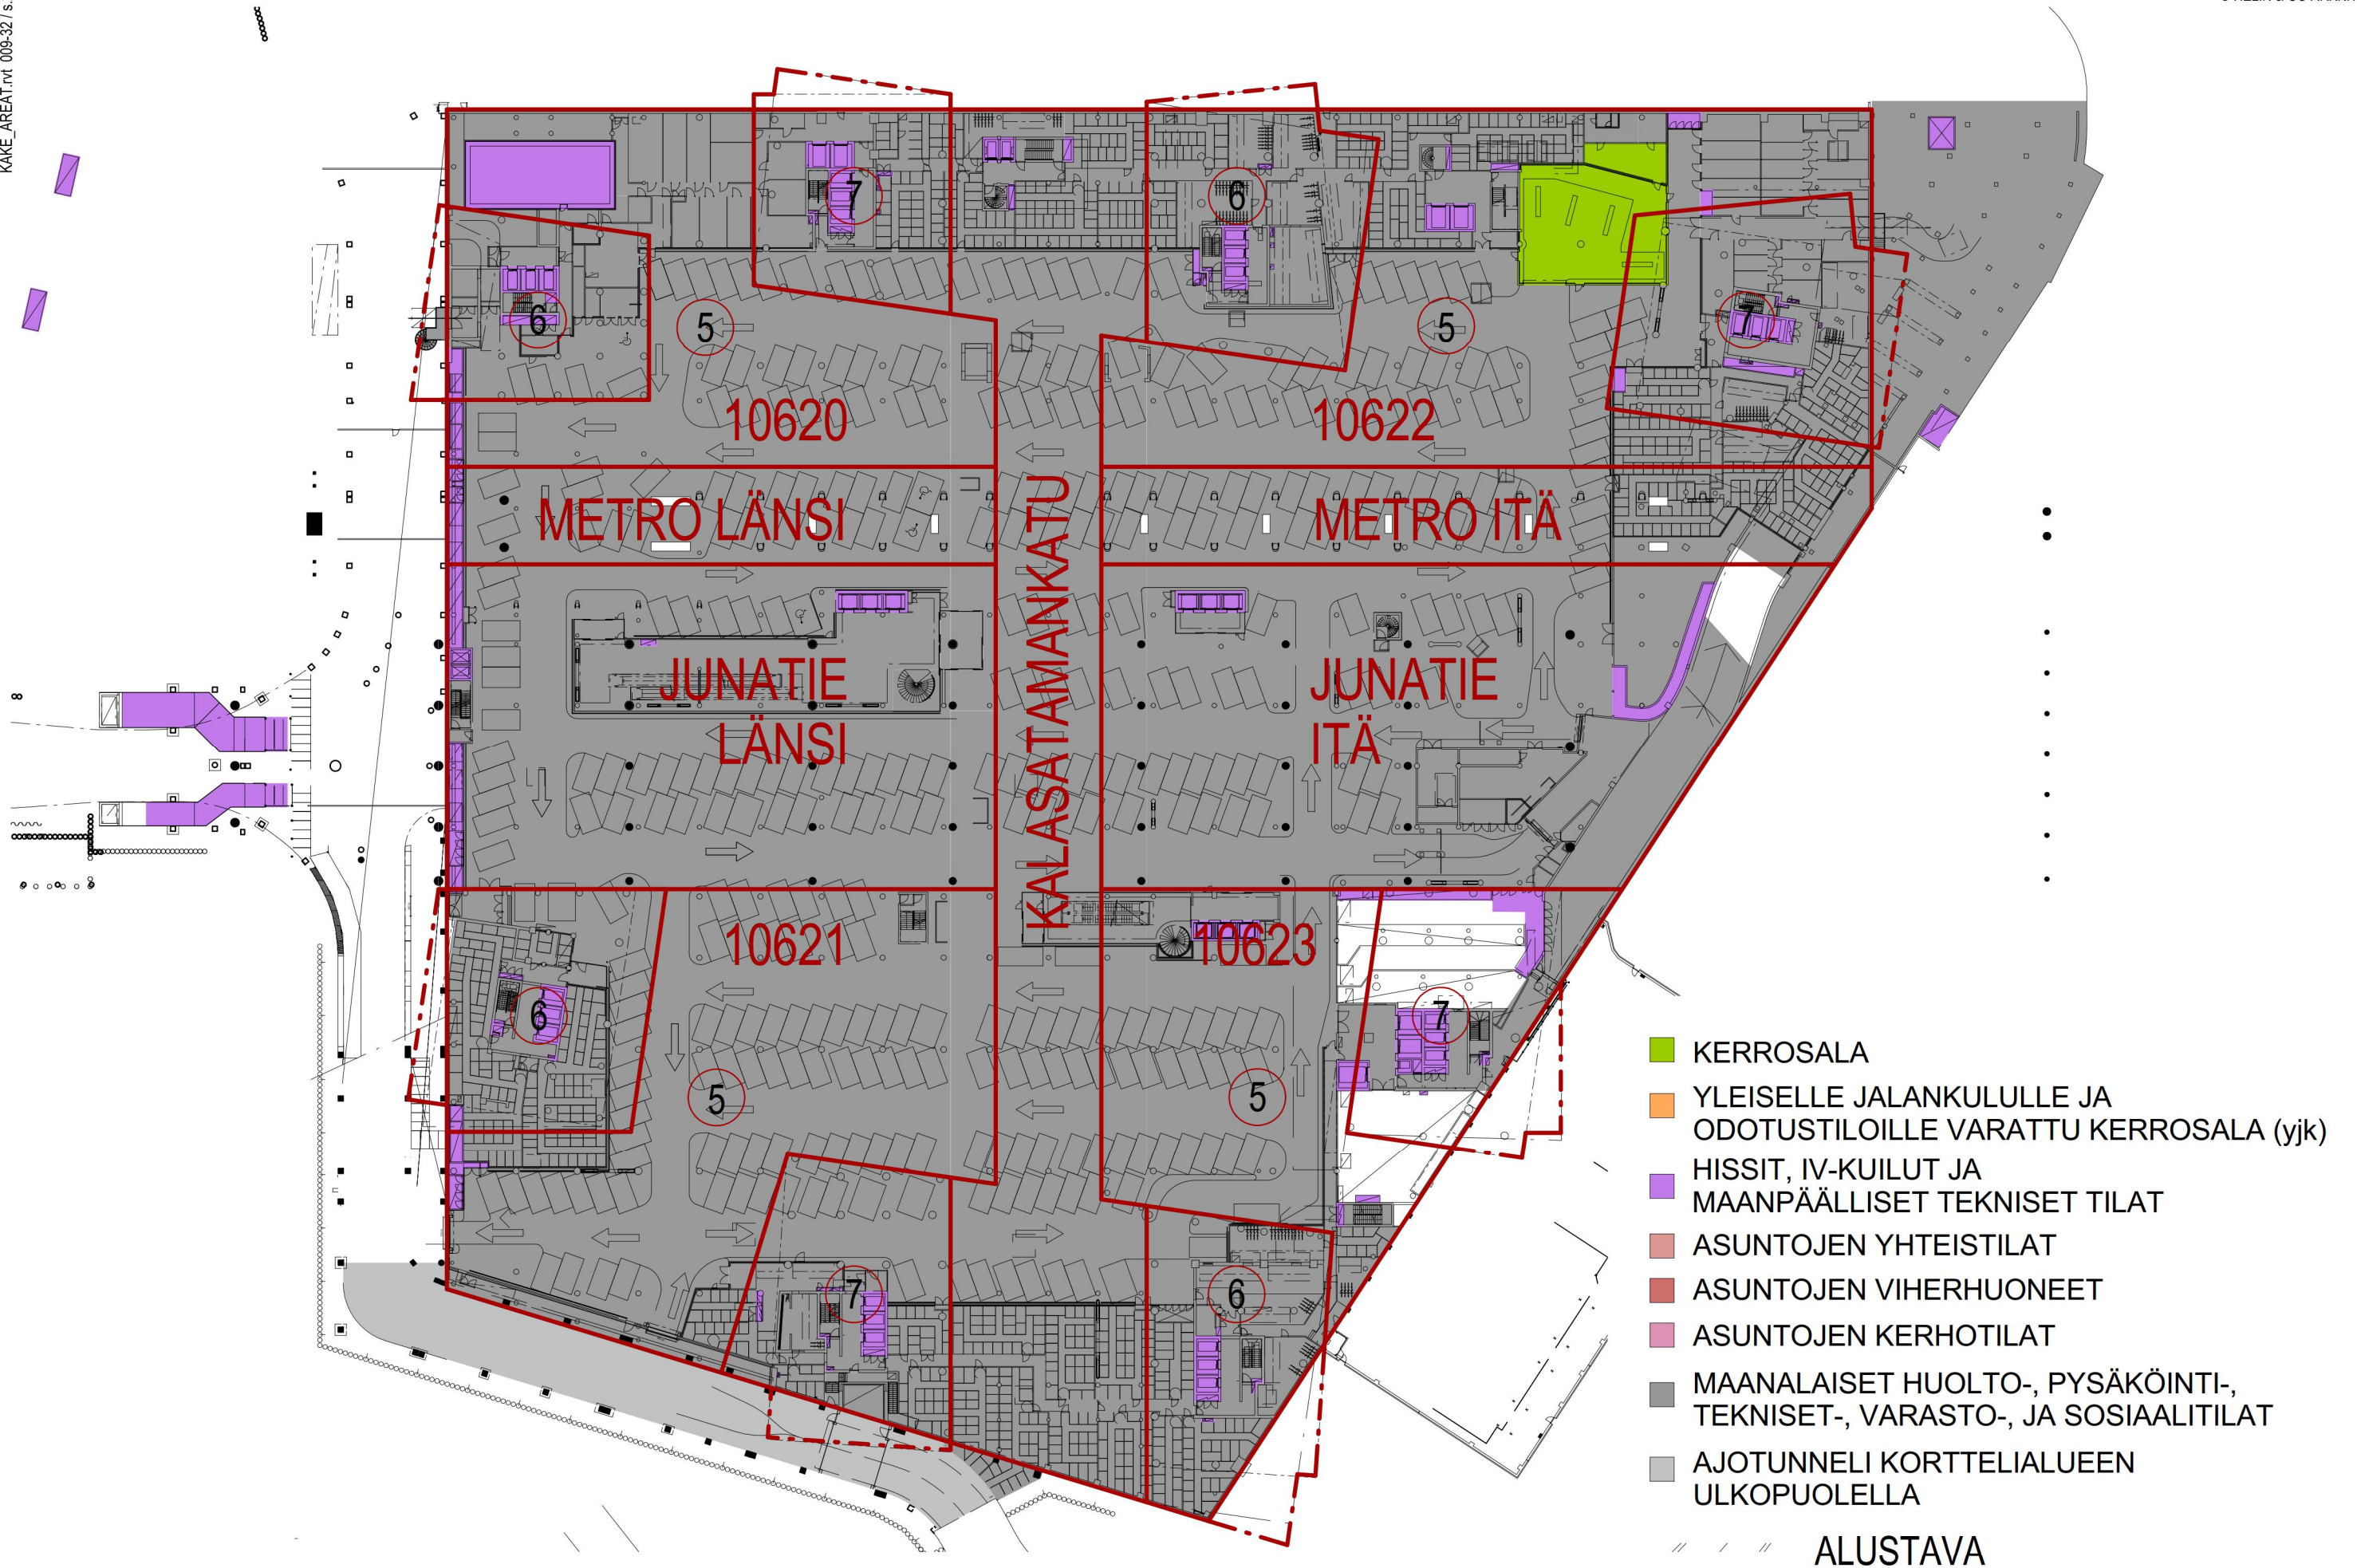 KAKE_AREAT.rvt 009-32 / s.
7
6
6
5
5
7
10620
10622
METRO LÄNSI
METRO ITÄ
KALASATAMANKATU
JUNATIE
LÄNSI
JUNATIE
ITÄ
10621
10623
6
7
5
5
7
6
KERROSALA
YLEISELLE JALANKULULLE JA
ODOTUSTILOILLE VARATTU KERROSALA (yjk)
HISSIT, IV-KUILUT JA
MAANPÄÄLLISET TEKNISET TILAT
ASUNTOJEN YHTEISTILAT
ASUNTOJEN VIHERHUONEET
ASUNTOJEN KERHOTILAT
MAANALAISET HUOLTO-, PYSÄKÖINTI-,
TEKNISET-, VARASTO-, JA SOSIAALITILAT
AJOTUNNELI KORTTELIALUEEN
ULKOPUOLELLA
ALUSTAVA